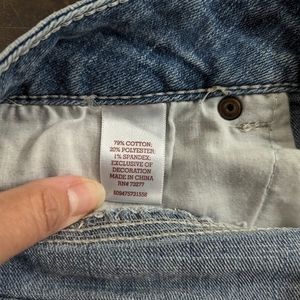 79% COTTON;
20% POLYESTER;
1% SPANDEX;
EXCLUSIVE OF
DECORATION
MADE IN CHINA
RN# 73277